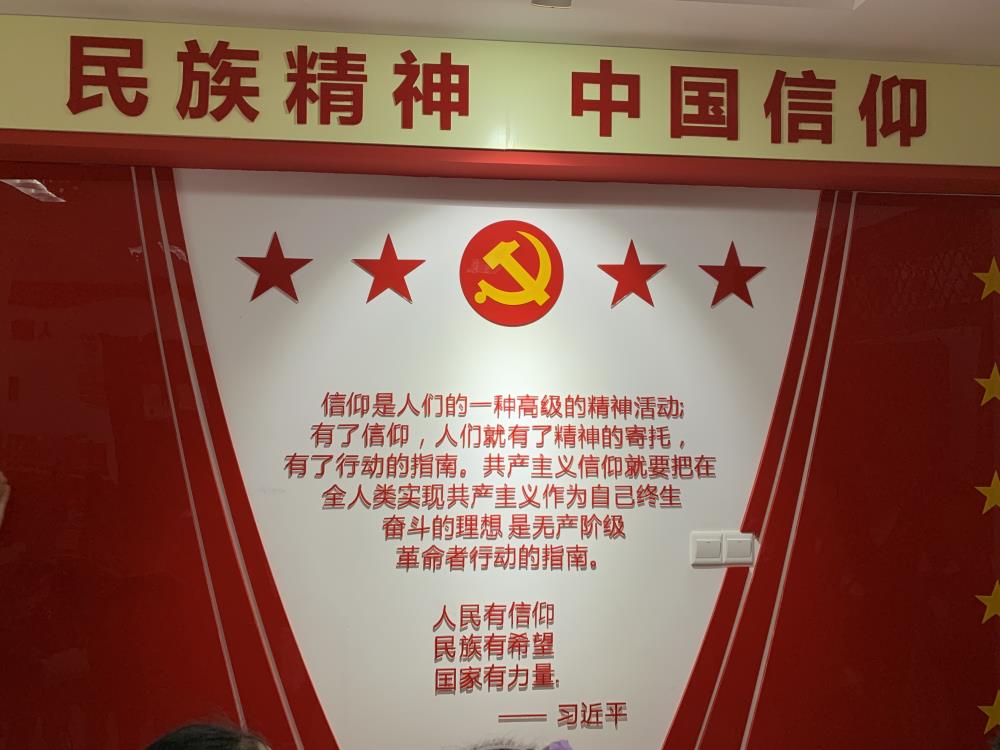 民族精神 中国信仰
信仰是人们的一种高级的精神活动;
有了信仰，人们就有了精神的寄托，
有了行动的指南。共产主义信仰就要把在
全人类实现共产主义作为自己终生
奋斗的理想 是无产阶级
革命者行动的指南。
人民有信仰
民族有希望
国家有力量.
—— 习近平